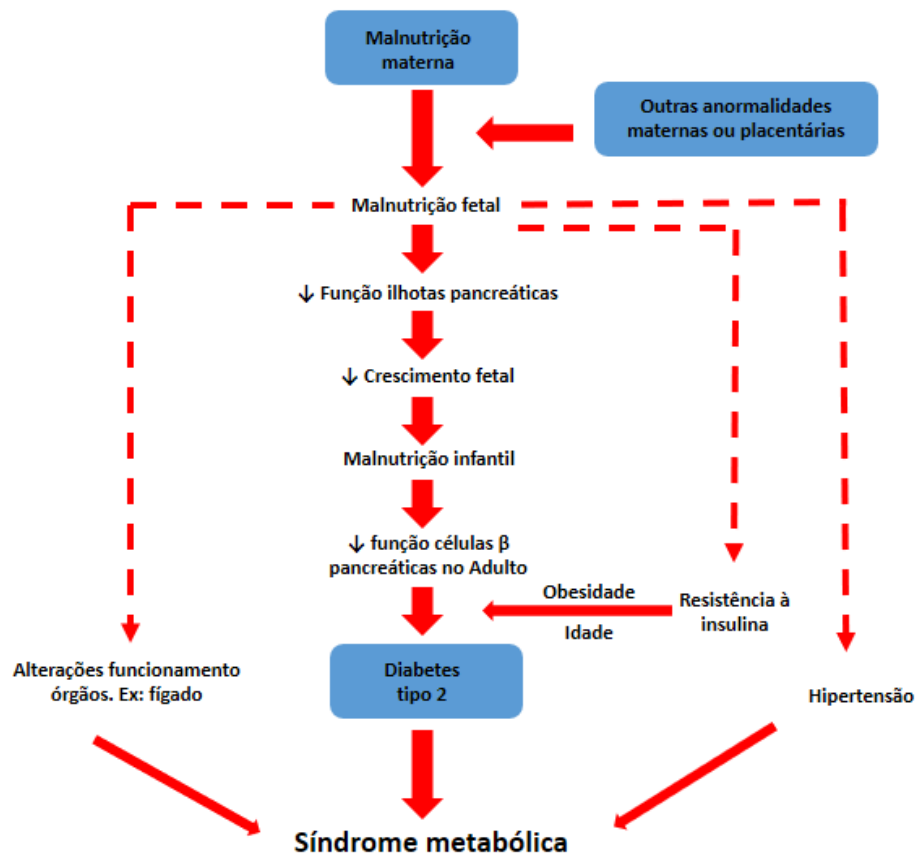 Malnutrição
materna
Outras anormalidades
maternas ou placentárias
Malnutrição fetal
↓ Função ilhotas pancreáticas
↓ Crescimento fetal
Malnutrição infantil
↓ função células β
pancreáticas no Adulto
Obesidade
Idade
Resistência à
insulina
Alterações funcionamento
órgãos. Ex: fígado
Diabetes
tipo 2
Hipertensão
Síndrome metabólica